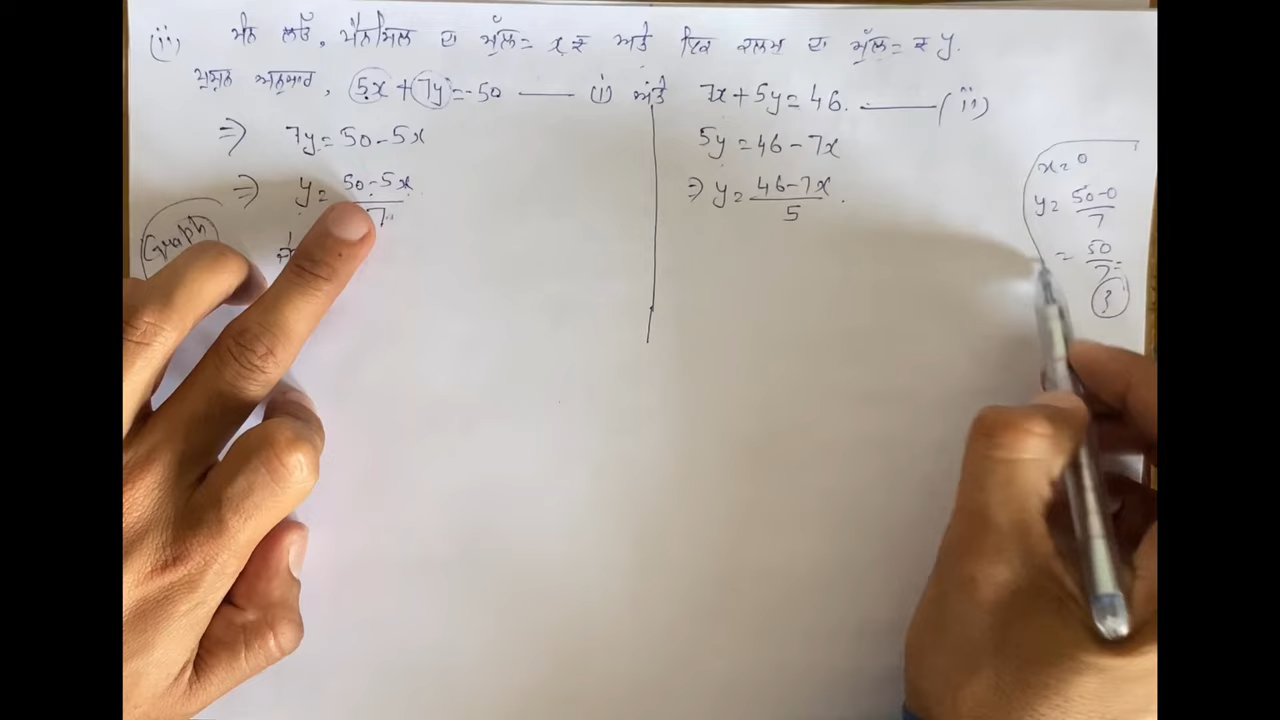 (ii) ਮੰਨ ਲਓ, ਪੈਨਸਿਲ ਦਾ ਮੁੱਲ = x ₹ ਅਤੇ ਇਕ ਕਲਮ ਦਾ ਮੁੱਲ = ₹ y.
ਪ੍ਰਸ਼ਨ ਅਨੁਸਾਰ, 5x + 7y = 50 —— (i) ਅਤੇ 7x + 5y = 46. —— (ii)
⇒ 7y = 50 - 5x
⇒ y = 50 - 5x / 7
Graph
5y = 46 - 7x
⇒ y = 46 - 7x / 5 .
x = 0
y = 50 - 0 / 7
= 50 / 7 =